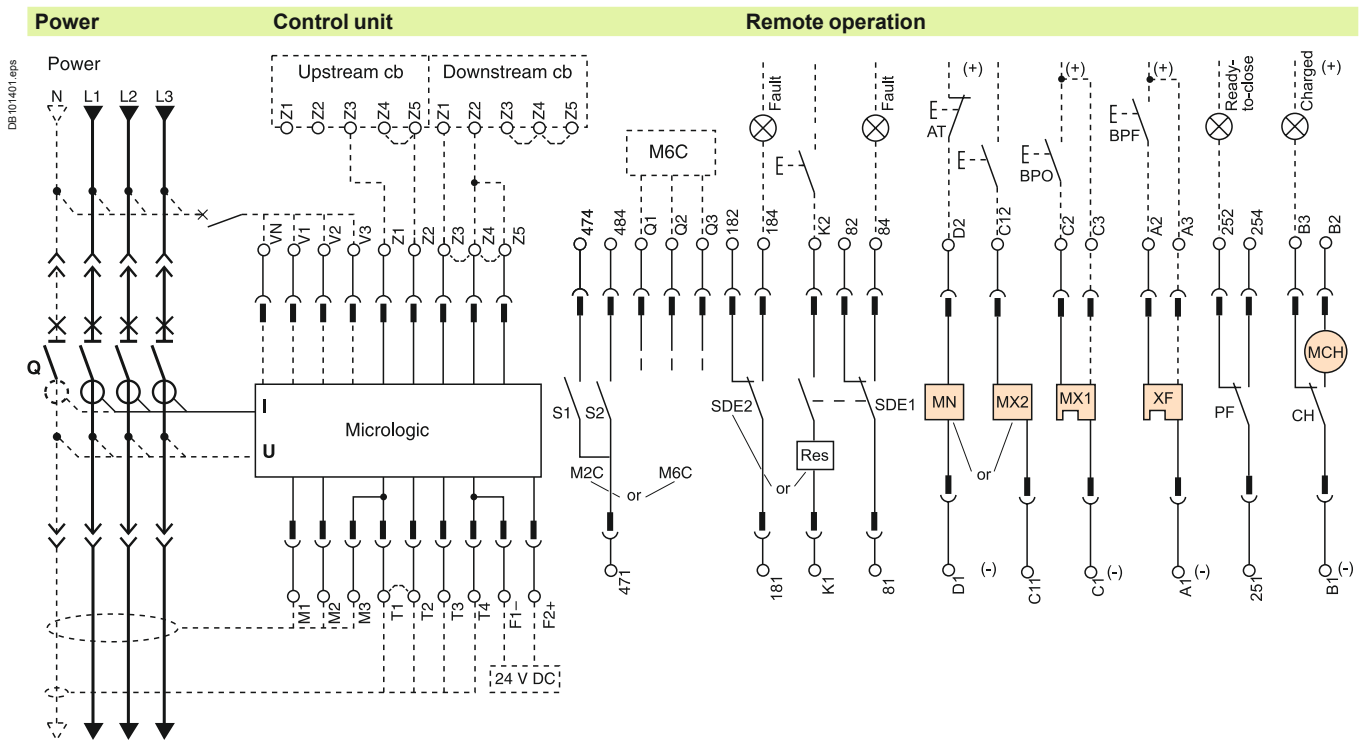 Power
Control unit
Remote operation
DB101401.eps
Power
N L1 L2 L3
Upstream cb
Downstream cb
Z1 Z2 Z3 Z4 Z5 Z1 Z2 Z3 Z4 Z5
M6C
Fault
Fault
(+)
AT
(+)
BPO
(+)
BPF
Ready-
to-close
Charged
(+)
VN V1 V2 V3 Z1 Z2 Z3 Z4 Z5
474 484 Q1 Q2 Q3 182 184 K2 82 84 D2 C12 C2 C3 A2 A3 252 254 B3 B2
Q
I
U
Micrologic
S1 S2
M2C
or
M6C
SDE2
or
Res
SDE1
MN
or
MX2
MX1
XF
PF
CH
MCH
471 181 K1 81 D1 (-) C11 C1 (-) A1 (-) 251 B1 (-)
M1 M2 M3 T1 T2 T3 T4 F1– F2+
24 V DC